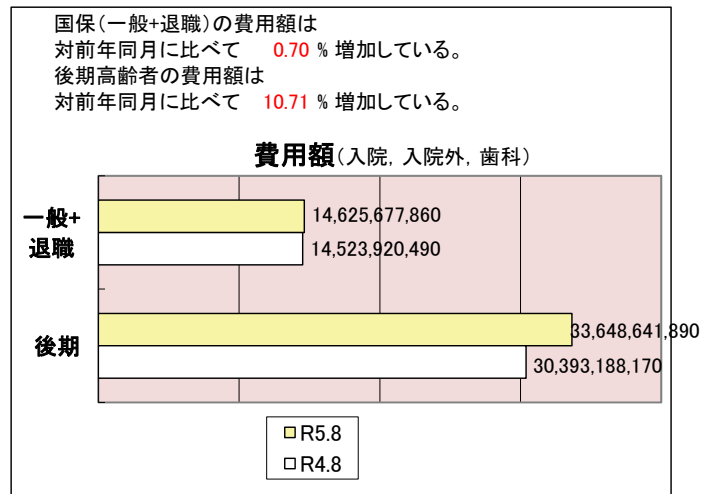 国保(一般+退職)の費用額は
対前年同月に比べて 0.70 % 増加している。
後期高齢者の費用額は
対前年同月に比べて 10.71 % 増加している。
費用額(入院, 入院外, 歯科)
一般+
退職
14,625,677,860
14,523,920,490
後期
33,648,641,890
30,393,188,170
R5.8
R4.8